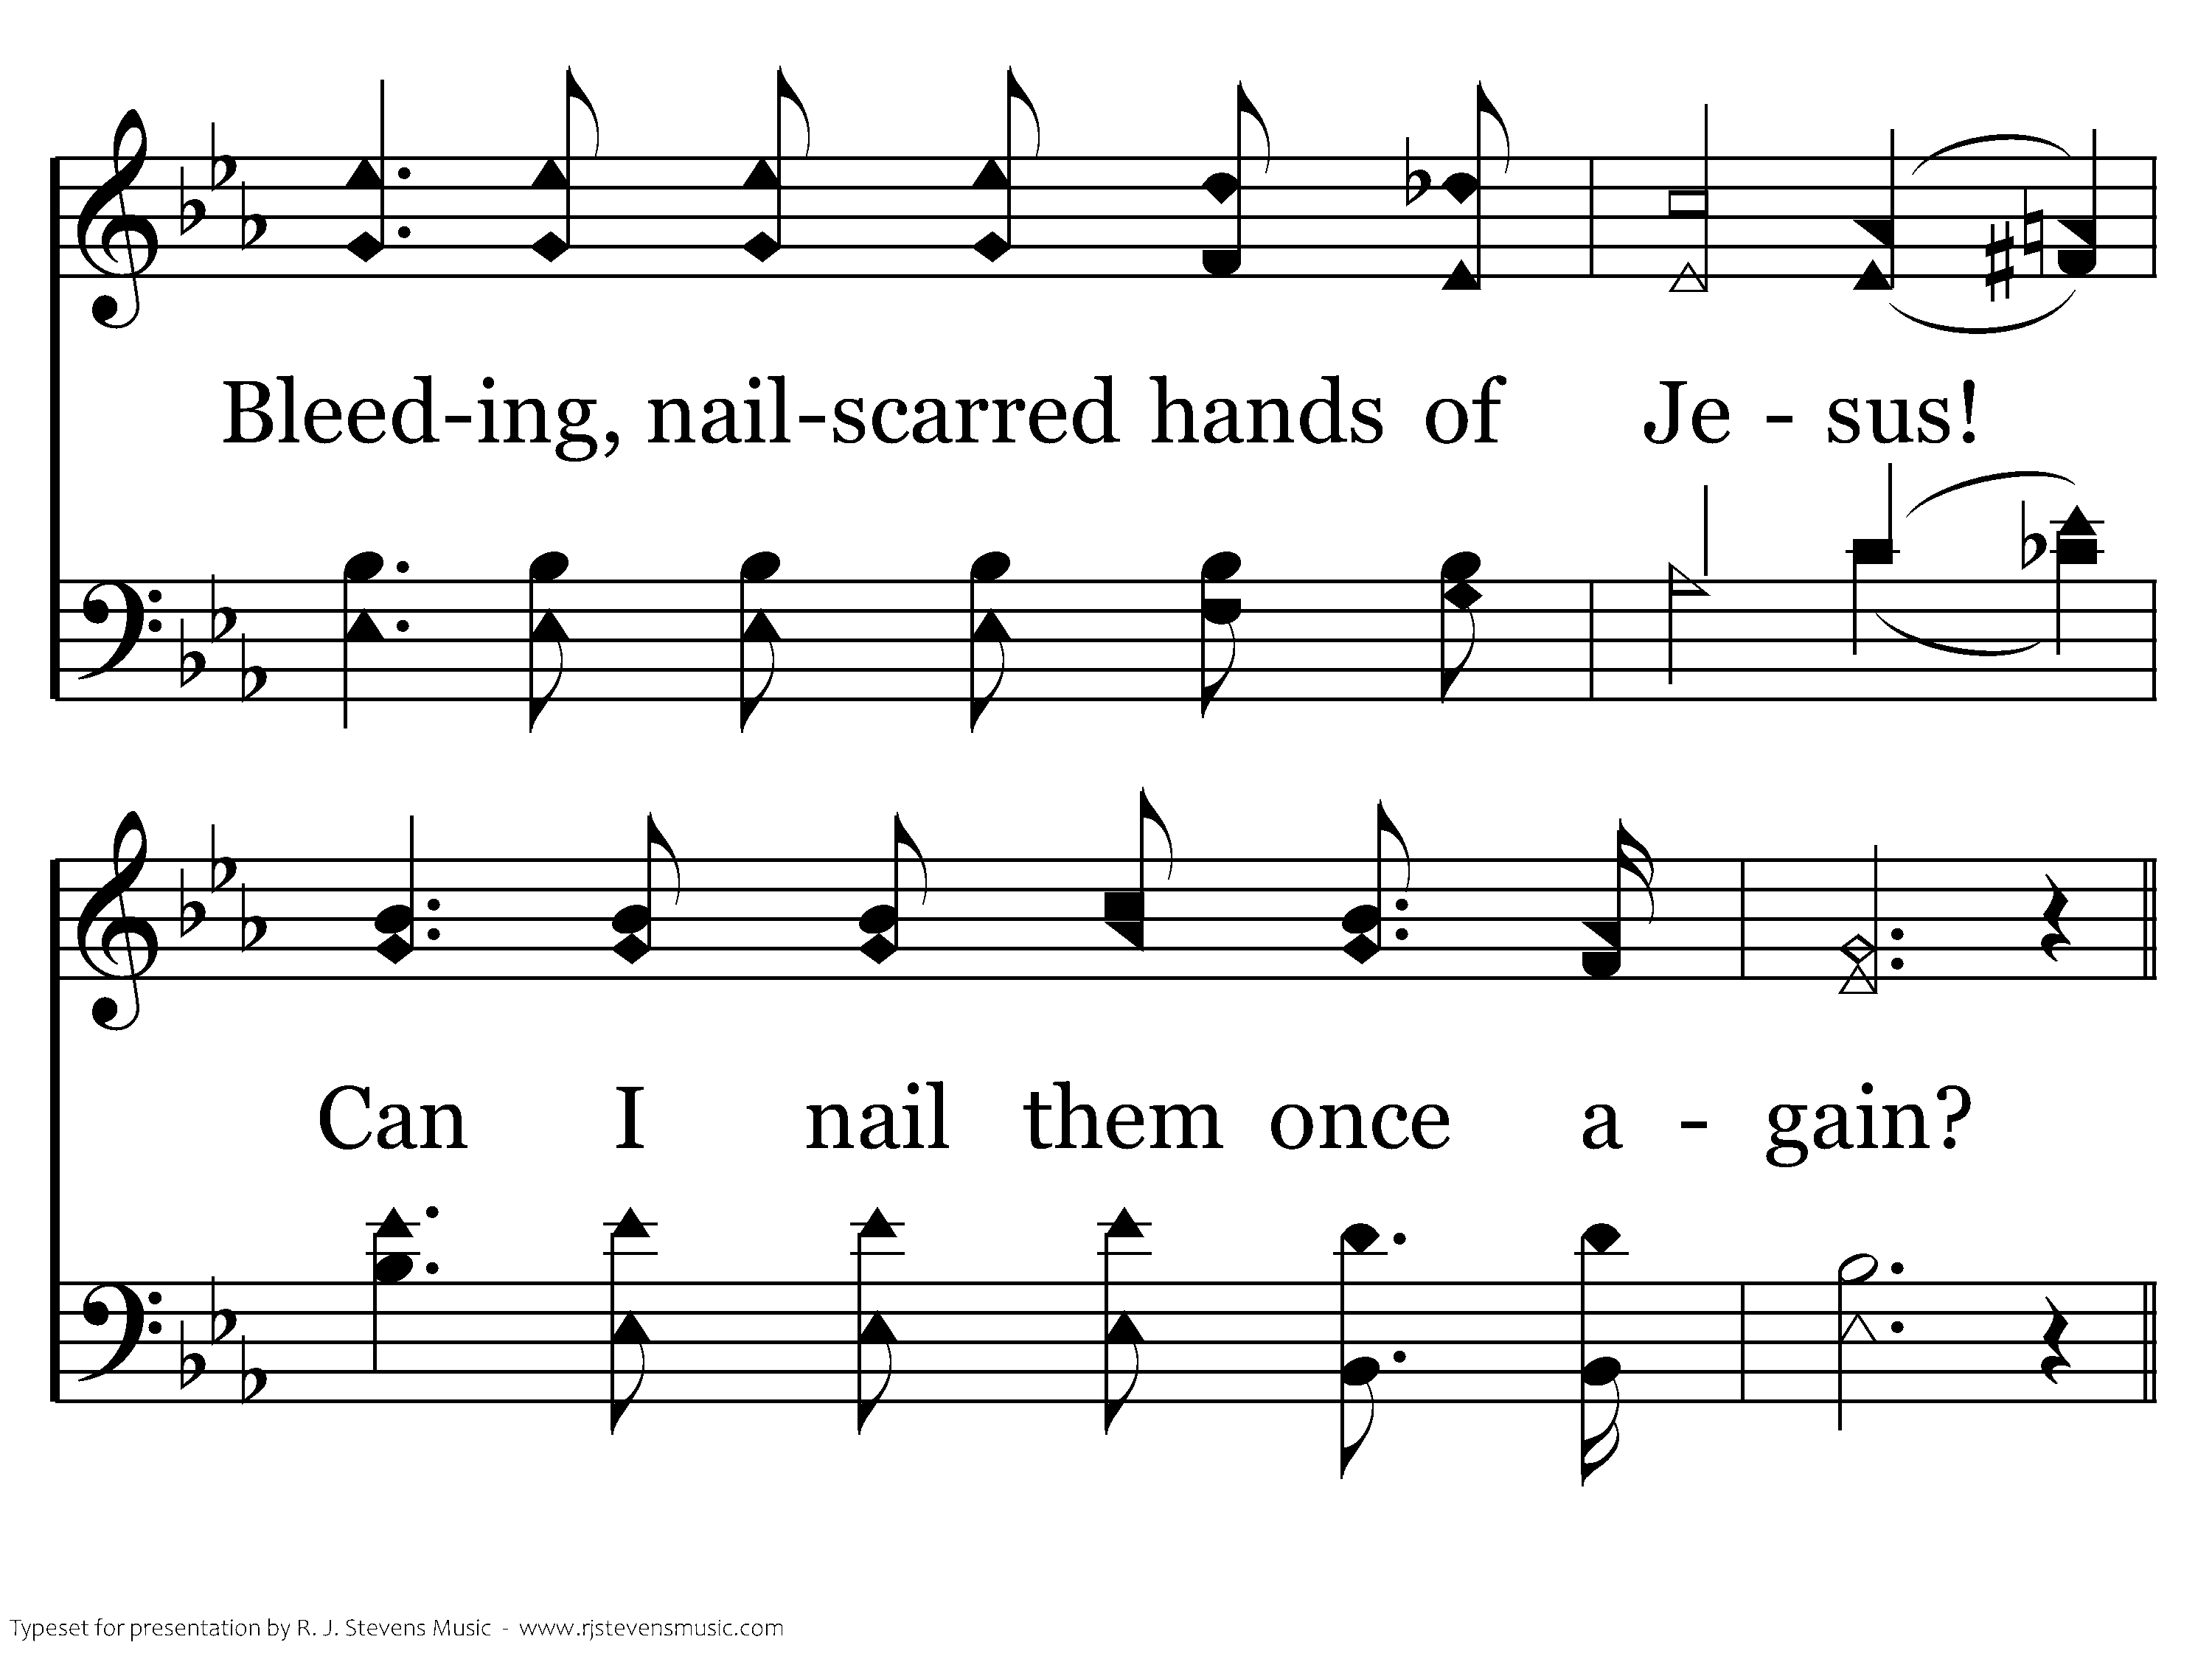 Bleed-ing, nail-scarred hands of Je - sus!
Can I nail them once a - gain?
Typeset for presentation by R. J. Stevens Music - www.rjstevensmusic.com